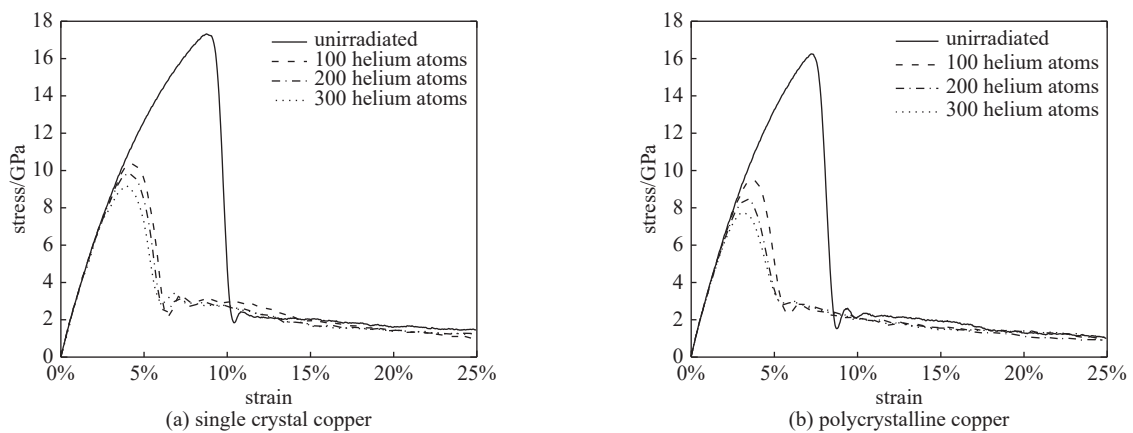 18
16
14
12
10
8
6
4
2
0
stress/GPa
unirradiated
100 helium atoms
200 helium atoms
300 helium atoms
0% 5% 10% 15% 20% 25%
strain
(a) single crystal copper
18
16
14
12
10
8
6
4
2
0
stress/GPa
unirradiated
100 helium atoms
200 helium atoms
300 helium atoms
0% 5% 10% 15% 20% 25%
strain
(b) polycrystalline copper